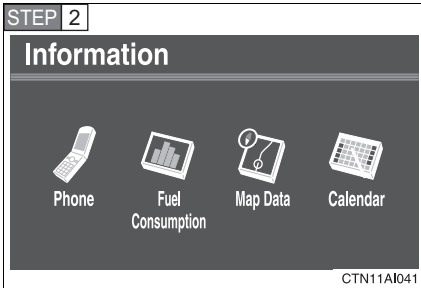 STEP 2
Information
Phone
Fuel
Consumption
Map Data
Calendar
CTN11AI041